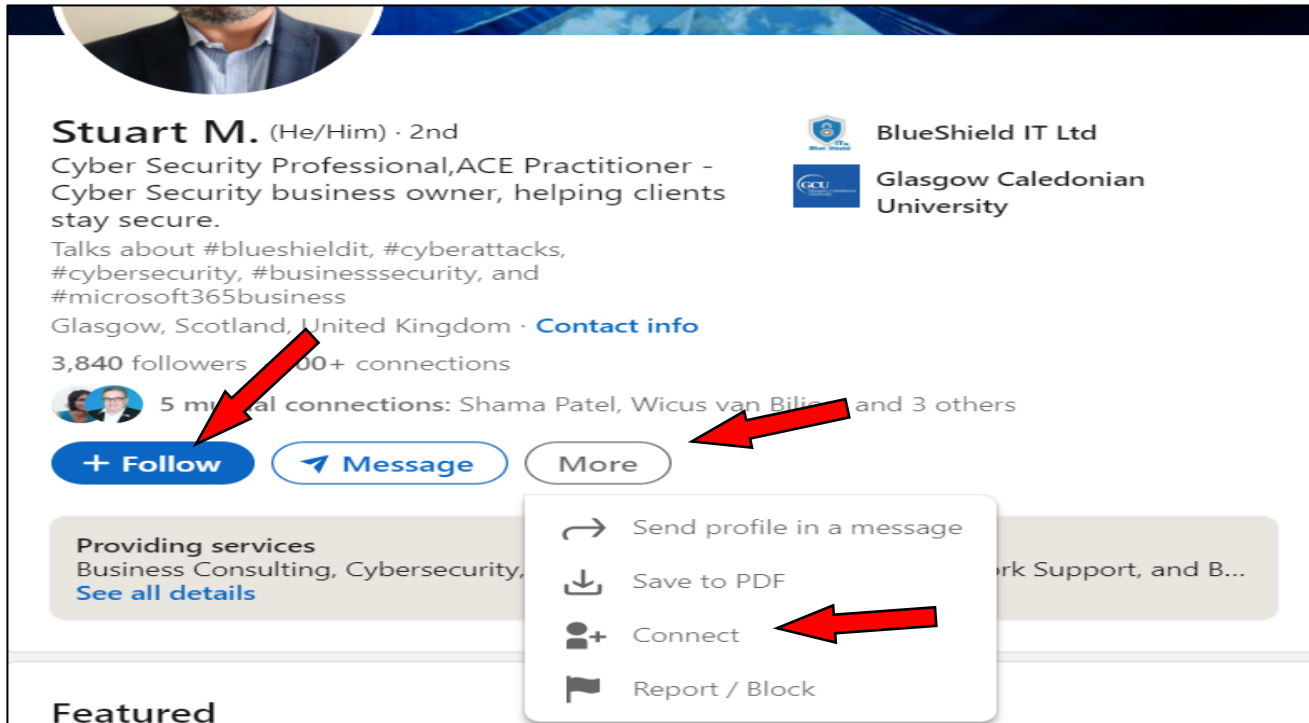 Stuart M. (He/Him) · 2nd
Cyber Security Professional,ACE Practitioner -
Cyber Security business owner, helping clients
stay secure.
Talks about #blueshieldit, #cyberattacks,
#cybersecurity, #businesssecurity, and
#microsoft365business
Glasgow, Scotland, United Kingdom · Contact info
3,840 followers 00+ connections
5 mutual connections: Shama Patel, Wicus van and 3 others
BlueShield IT Ltd
GCU
Glasgow Caledonian
University
+ Follow
Message
More
Send profile in a message
Save to PDF
Connect
Report / Block
Providing services
Business Consulting, Cybersecurity, rk Support, and B...
See all details
Featured